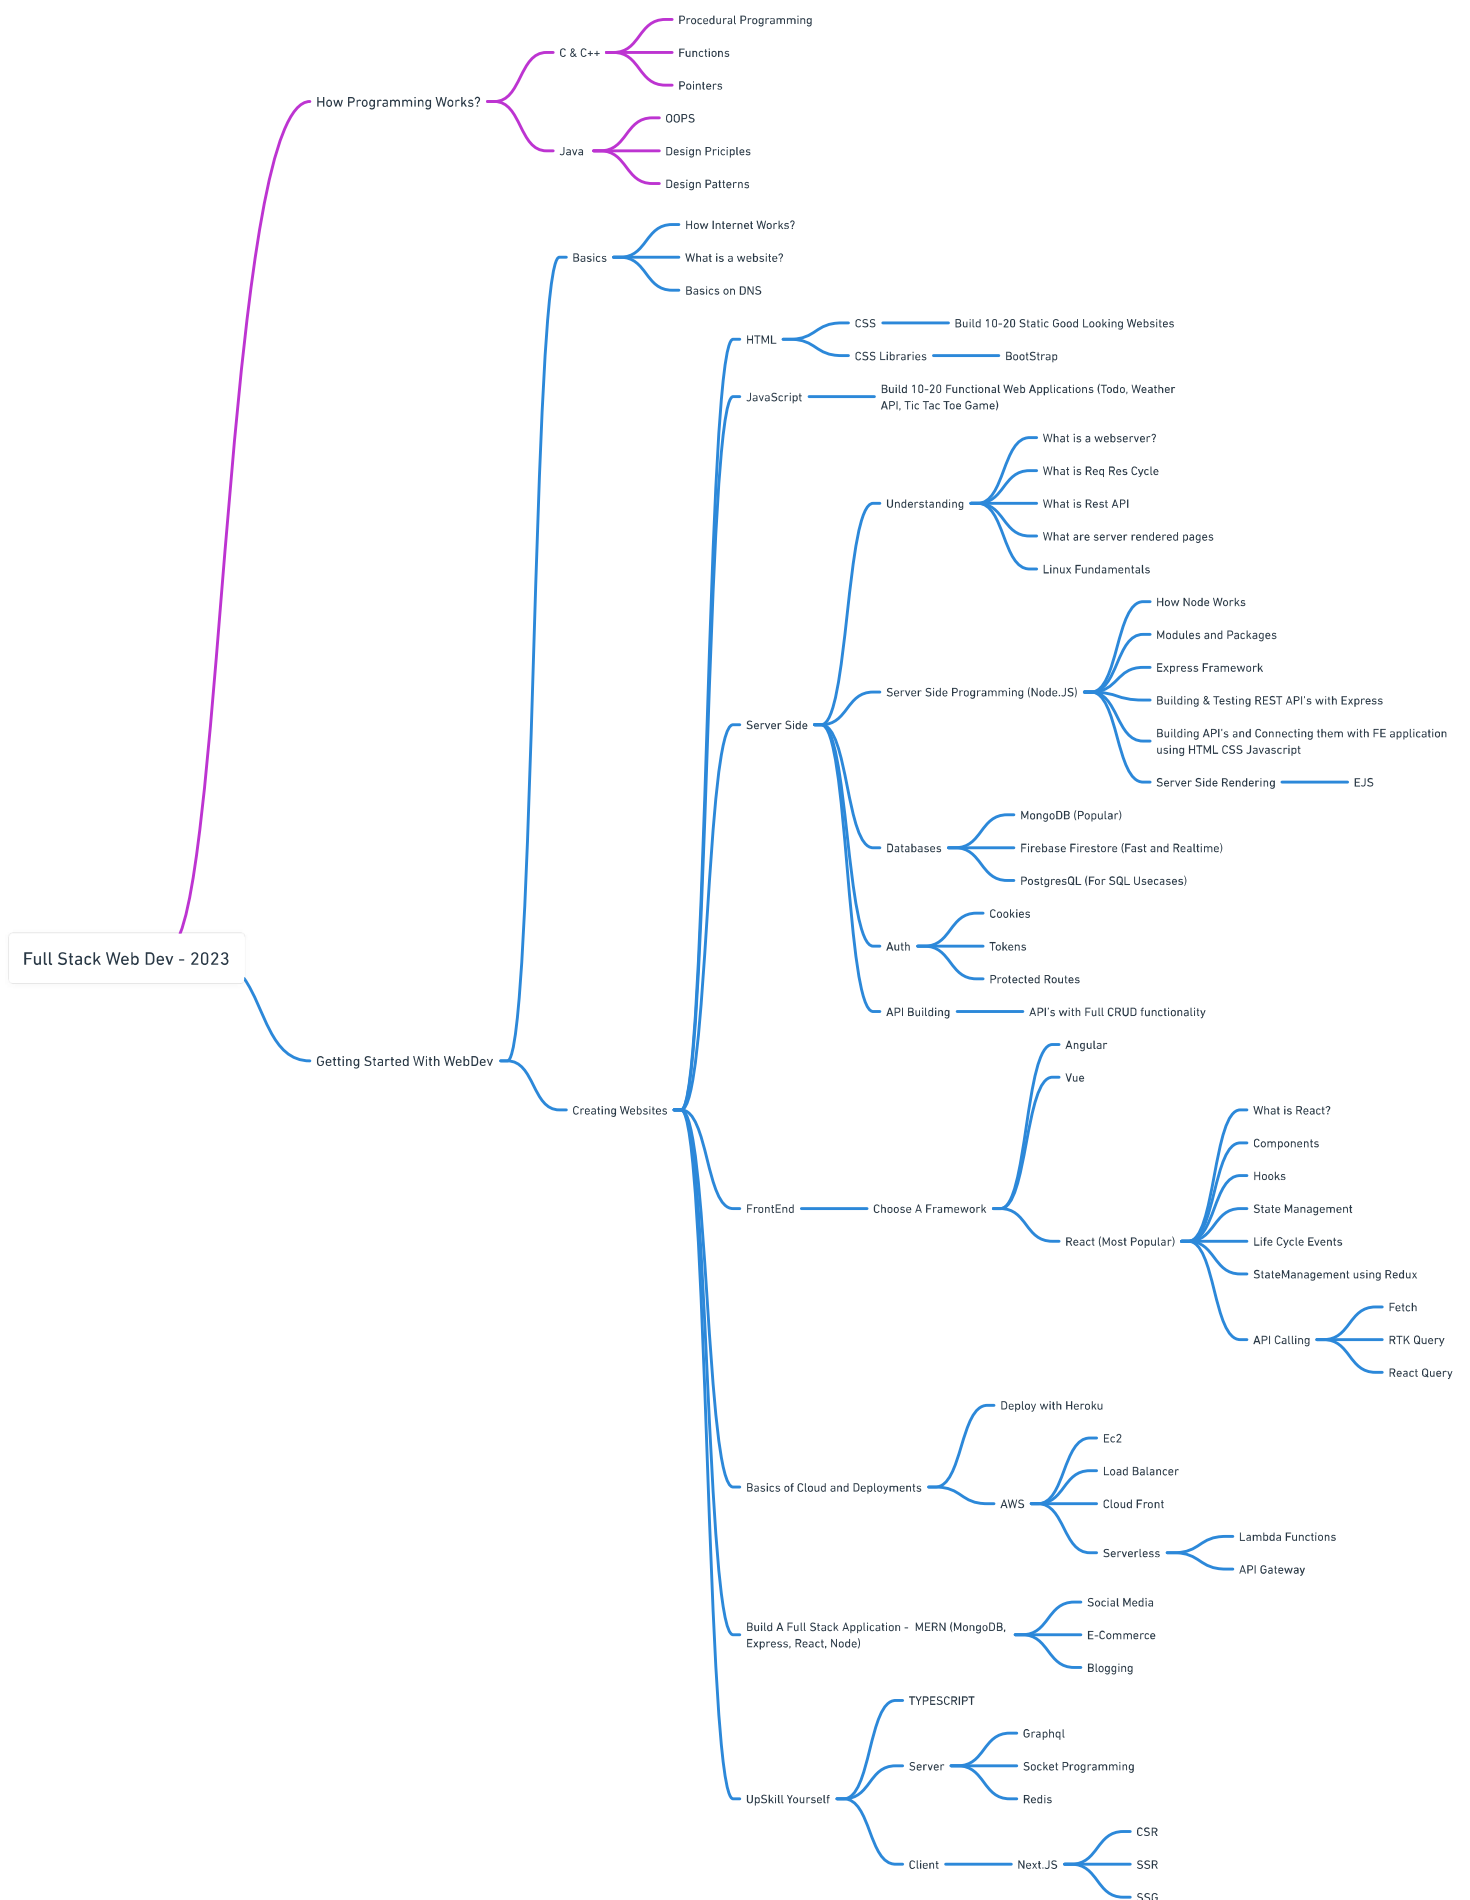 Procedural Programming
C & C++
Functions
Pointers
How Programming Works?
OOPS
Java
Design Priciples
Design Patterns
How Internet Works?
Basics
What is a website?
Basics on DNS
CSS
Build 10-20 Static Good Looking Websites
HTML
CSS Libraries
BootStrap
JavaScript
Build 10-20 Functional Web Applications (Todo, Weather
API, Tic Tac Toe Game)
What is a webserver?
What is Req Res Cycle
Understanding
What is Rest API
What are server rendered pages
Linux Fundamentals
How Node Works
Modules and Packages
Express Framework
Server Side Programming (Node.JS)
Building & Testing REST API's with Express
Server Side
Building API's and Connecting them with FE application
using HTML CSS Javascript
Server Side Rendering
EJS
MongoDB (Popular)
Databases
Firebase Firestore (Fast and Realtime)
PostgresQL (For SQL Usecases)
Cookies
Auth
Tokens
Protected Routes
Full Stack Web Dev - 2023
API Building
API's with Full CRUD functionality
Getting Started With WebDev
Angular
Vue
Creating Websites
What is React?
Components
Hooks
FrontEnd
Choose A Framework
State Management
React (Most Popular)
Life Cycle Events
StateManagement using Redux
Fetch
API Calling
RTK Query
React Query
Deploy with Heroku
Ec2
Load Balancer
Basics of Cloud and Deployments
AWS
Cloud Front
Lambda Functions
Serverless
API Gateway
Social Media
Build A Full Stack Application -  MERN (MongoDB,
Express, React, Node)
E-Commerce
Blogging
TYPESCRIPT
Graphql
Server
Socket Programming
UpSkill Yourself
Redis
CSR
Client
Next.JS
SSR
SSG